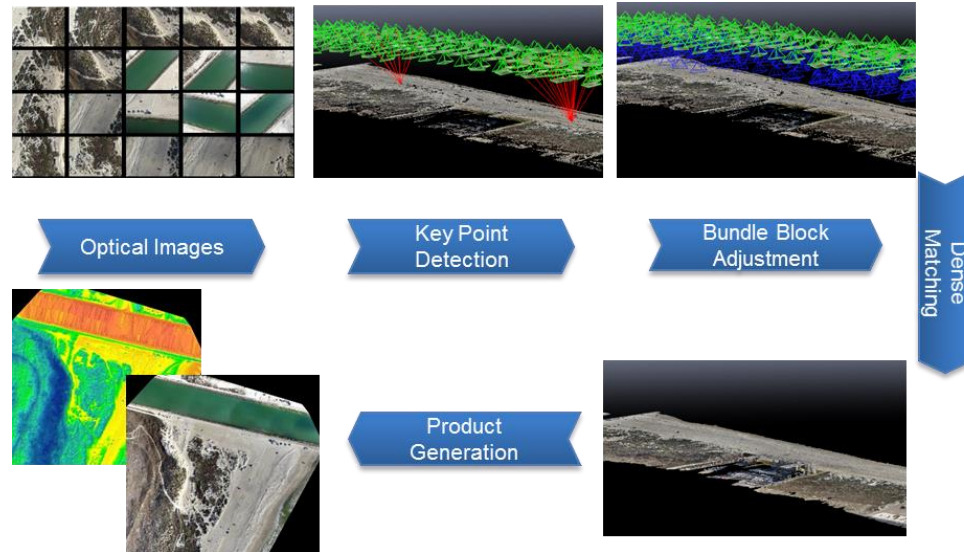 Optical Images
Key Point
Detection
Bundle Block
Adjustment
Dense
Matching
Product
Generation